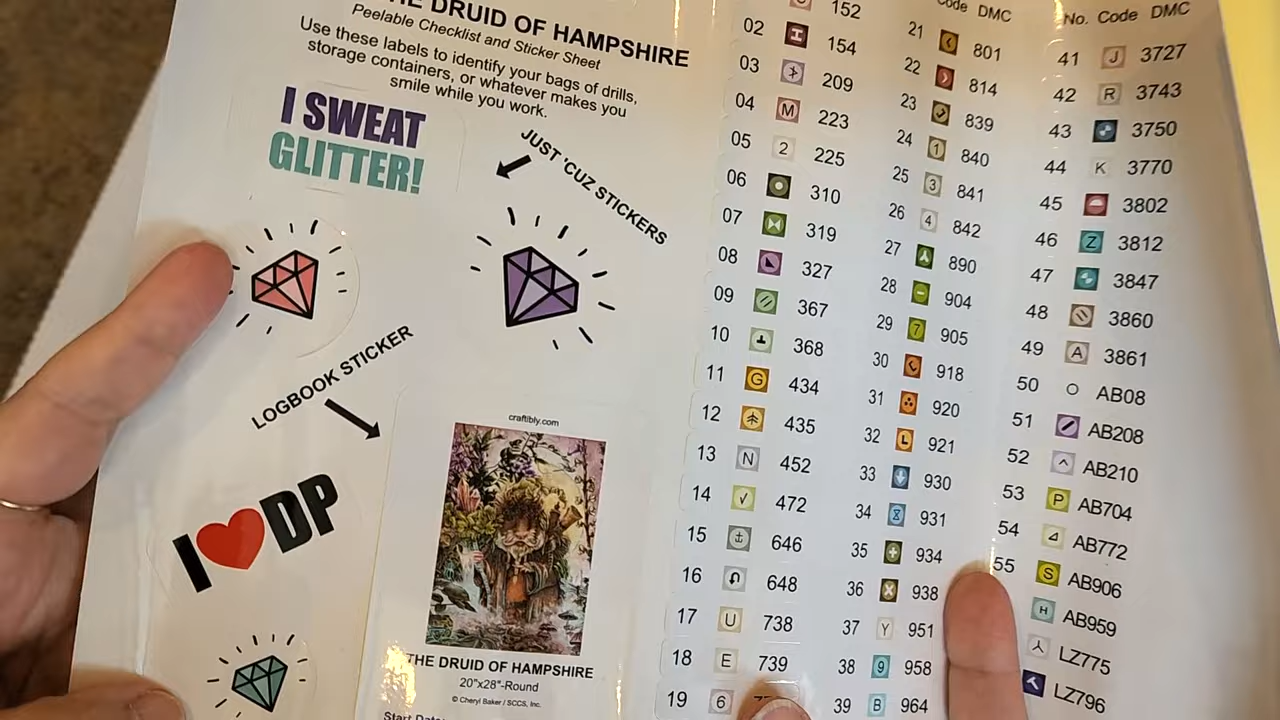 THE DRUID OF HAMPSHIRE
Peelable Checklist and Sticker Sheet
Use these labels to identify your bags of drills,
storage containers, or whatever makes you
smile while you work.
I SWEAT
GLITTER!
JUST 'CUZ STICKERS
LOGBOOK STICKER
I DP
craftibly.com
THE DRUID OF HAMPSHIRE
20"x28"-Round
© Cheryl Baker / SCCS, Inc.
152
02 154
03 209
04 M 223
05 2 225
06 310
07 319
08 327
09 367
10 368
11 G 434
12 435
13 N 452
14 √ 472
15 646
16 648
17 U 738
18 E 739
19 6
Code DMC
21 801
22 814
23 839
24 1 840
25 3 841
26 4 842
27 890
28 904
29 7 905
30 918
31 920
32 L 921
33 930
34 931
35 934
36 X 938
37 Y 951
38 9 958
39 B 964
No. Code DMC
41 J 3727
42 R 3743
43 3750
44 K 3770
45 3802
46 Z 3812
47 3847
48 3860
49 A 3861
50 O AB08
51 AB208
52 AB210
53 P AB704
54 AB772
55 S AB906
H AB959
LZ775
LZ796